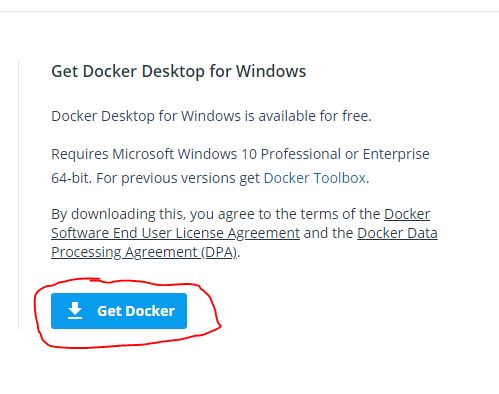 Get Docker Desktop for Windows
Docker Desktop for Windows is available for free.
Requires Microsoft Windows 10 Professional or Enterprise
64-bit. For previous versions get Docker Toolbox.
By downloading this, you agree to the terms of the Docker
Software End User License Agreement and the Docker Data
Processing Agreement (DPA).
Get Docker